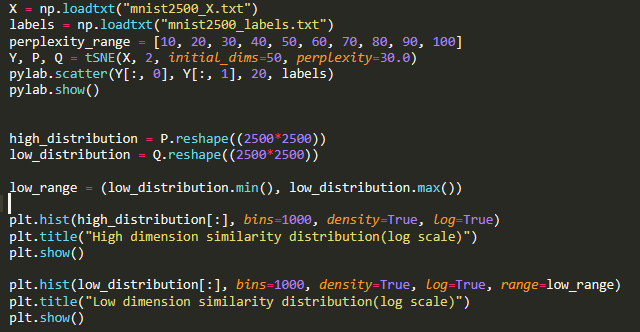 X = np.loadtxt("mnist2500_X.txt")
labels = np.loadtxt("mnist2500_labels.txt")
perplexity_range = [10, 20, 30, 40, 50, 60, 70, 80, 90, 100]
Y, P, Q = tSNE(X, 2, initial_dims=50, perplexity=30.0)
pylab.scatter(Y[:, 0], Y[:, 1], 20, labels)
pylab.show()
high_distribution = P.reshape((2500*2500))
low_distribution = Q.reshape((2500*2500))
low_range = (low_distribution.min(), low_distribution.max())
plt.hist(high_distribution[:], bins=1000, density=True, log=True)
plt.title("High dimension similarity distribution(log scale)")
plt.show()
plt.hist(low_distribution[:], bins=1000, density=True, log=True, range=low_range)
plt.title("Low dimension similarity distribution(log scale)")
plt.show()